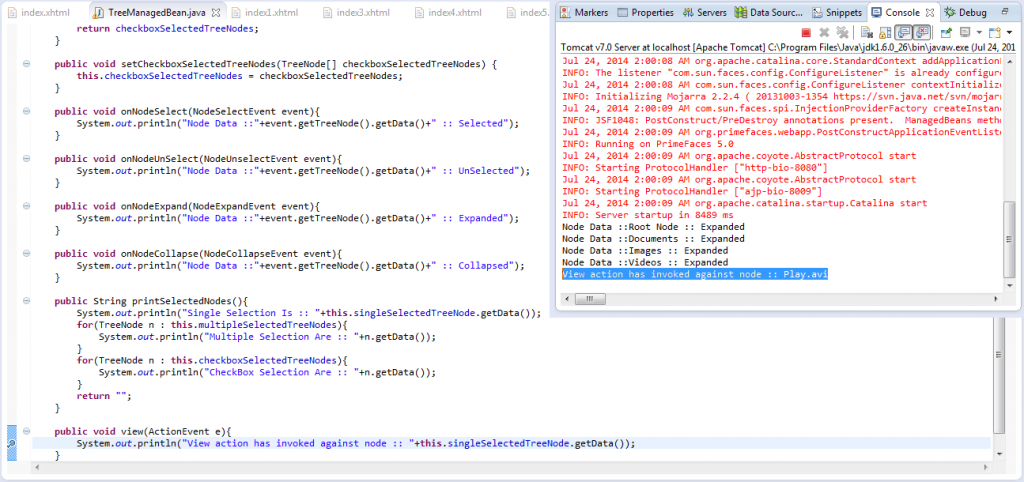 index.xhtml TreeManagedBean.java index1.xhtml index3.xhtml index4.xhtml index5.
return checkboxSelectedTreeNodes;
}
public void setCheckboxSelectedTreeNodes(TreeNode[] checkboxSelectedTreeNodes) {
this.checkboxSelectedTreeNodes = checkboxSelectedTreeNodes;
}
public void onNodeSelect(NodeSelectEvent event){
System.out.println("Node Data ::"+event.getTreeNode().getData()+" :: Selected");
}
public void onNodeUnSelect(NodeUnselectEvent event){
System.out.println("Node Data ::"+event.getTreeNode().getData()+" :: UnSelected");
}
public void onNodeExpand(NodeExpandEvent event){
System.out.println("Node Data ::"+event.getTreeNode().getData()+" :: Expanded");
}
public void onNodeCollapse(NodeCollapseEvent event){
System.out.println("Node Data ::"+event.getTreeNode().getData()+" :: Collapsed");
}
public String printSelectedNodes(){
System.out.println("Single Selection Is :: "+this.singleSelectedTreeNode.getData());
for(TreeNode n : this.multipleSelectedTreeNodes){
System.out.println("Multiple Selection Are :: "+n.getData());
}
for(TreeNode n : this.checkboxSelectedTreeNodes){
System.out.println("CheckBox Selection Are :: "+n.getData());
}
return "";
}
public void view(ActionEvent e){
System.out.println("View action has invoked against node :: "+this.singleSelectedTreeNode.getData());
}
Markers Properties Servers Data Sourc... Snippets Console Debug
Tomcat v7.0 Server at localhost [Apache Tomcat] C:\Program Files\Java\jdk1.6.0_26\bin\javaw.exe (Jul 24, 201
Jul 24, 2014 2:00:08 AM org.apache.catalina.core.StandardContext addApplication
INFO: The listener "com.sun.faces.config.ConfigureListener" is already configure
Jul 24, 2014 2:00:08 AM com.sun.faces.config.ConfigureListener contextInitialize
INFO: Initializing Mojarra 2.2.4 ( 20131003-1354 https://svn.java.net/svn/mojarr
Jul 24, 2014 2:00:09 AM com.sun.faces.spi.InjectionProviderFactory createInstanc
INFO: JSF1048: PostConstruct/PreDestroy annotations present.  ManagedBeans metho
Jul 24, 2014 2:00:09 AM org.primefaces.webapp.PostConstructApplicationEventListe
INFO: Running on PrimeFaces 5.0
Jul 24, 2014 2:00:09 AM org.apache.coyote.AbstractProtocol start
INFO: Starting ProtocolHandler ["http-bio-8080"]
Jul 24, 2014 2:00:09 AM org.apache.coyote.AbstractProtocol start
INFO: Starting ProtocolHandler ["ajp-bio-8009"]
Jul 24, 2014 2:00:09 AM org.apache.catalina.startup.Catalina start
INFO: Server startup in 8489 ms
Node Data ::Root Node :: Expanded
Node Data ::Documents :: Expanded
Node Data ::Images :: Expanded
Node Data ::Videos :: Expanded
View action has invoked against node :: Play.avi